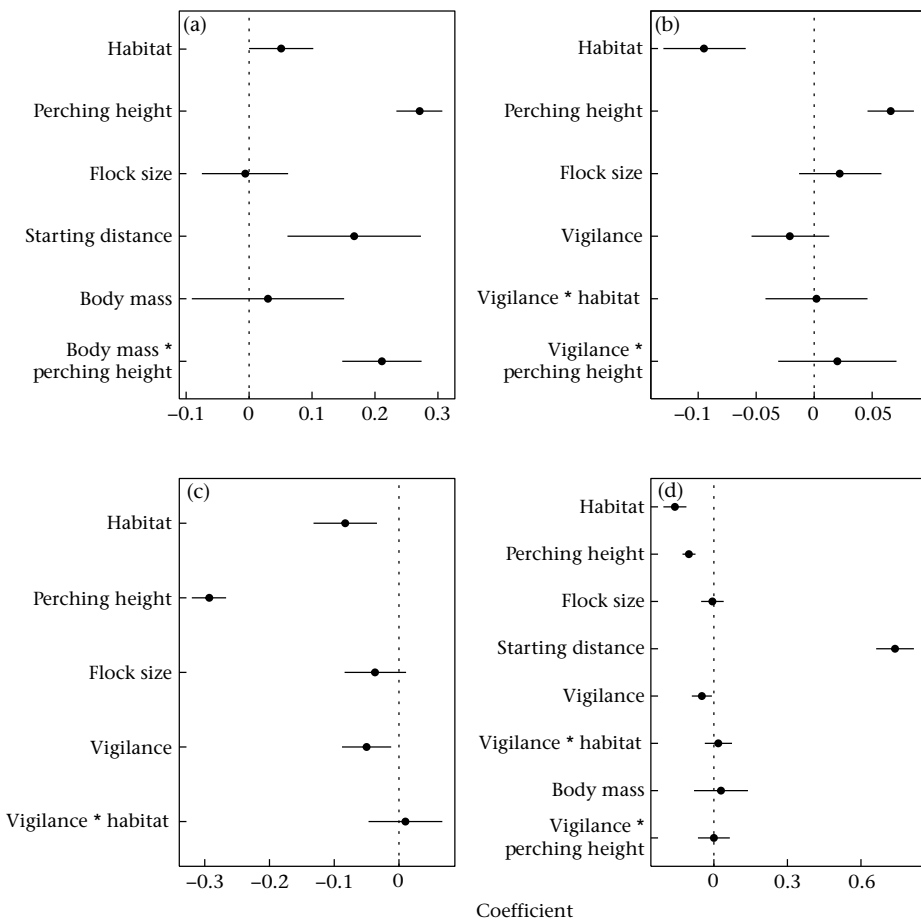 (a)
Habitat
Perching height
Flock size
Starting distance
Body mass
Body mass *
perching height
−0.1 0 0.1 0.2 0.3
(b)
Habitat
Perching height
Flock size
Vigilance
Vigilance * habitat
Vigilance *
perching height
−0.1 −0.05 0 0.05
(c)
Habitat
Perching height
Flock size
Vigilance
Vigilance * habitat
−0.3 −0.2 −0.1 0
(d)
Habitat
Perching height
Flock size
Starting distance
Vigilance
Vigilance * habitat
Body mass
Vigilance *
perching height
0 0.3 0.6
Coefficient